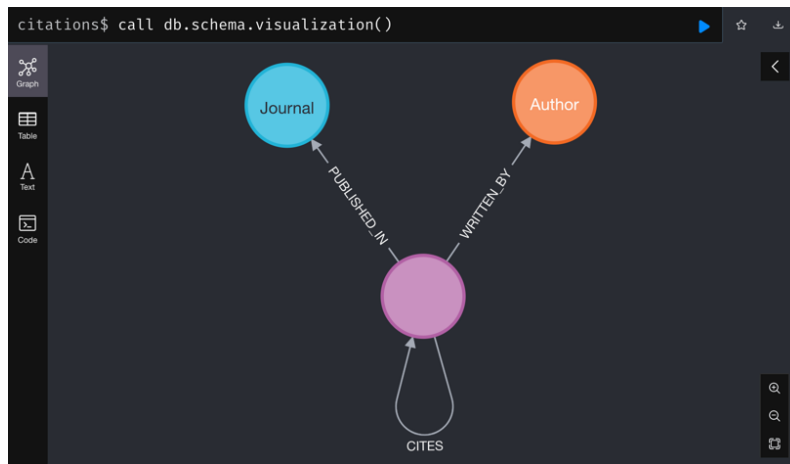 citations$ call db.schema.visualization()
Graph
Table
Text
Code
Journal
Author
PUBLISHED_IN
WRITTEN_BY
CITES